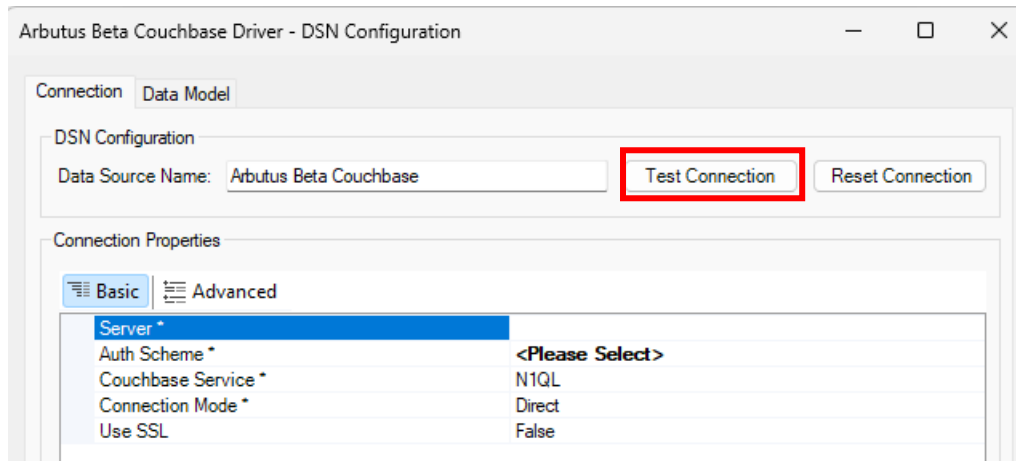 Arbutus Beta Couchbase Driver - DSN Configuration
Connection Data Model
DSN Configuration
Data Source Name: Arbutus Beta Couchbase Test Connection Reset Connection
Connection Properties
Basic Advanced
Server *
Auth Scheme * <Please Select>
Couchbase Service * N1QL
Connection Mode * Direct
Use SSL False